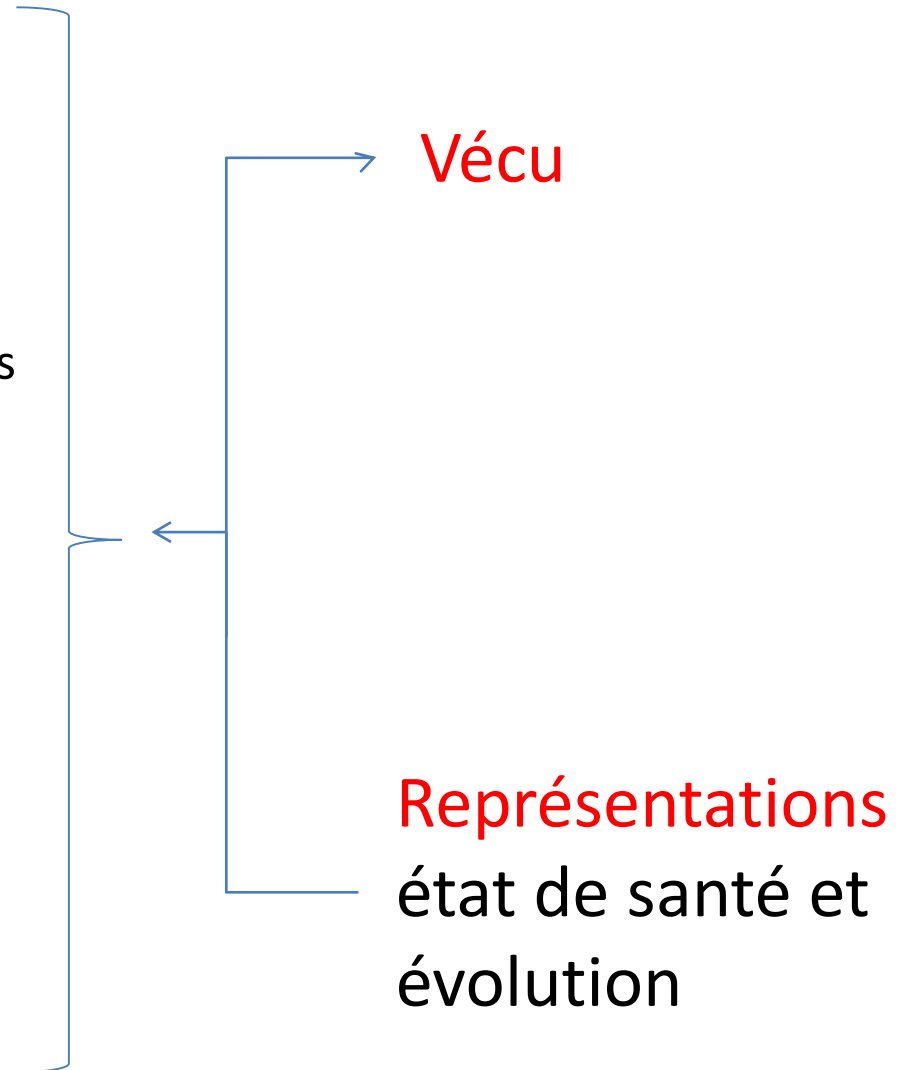 Vécu
s
Représentations
état de santé et
évolution